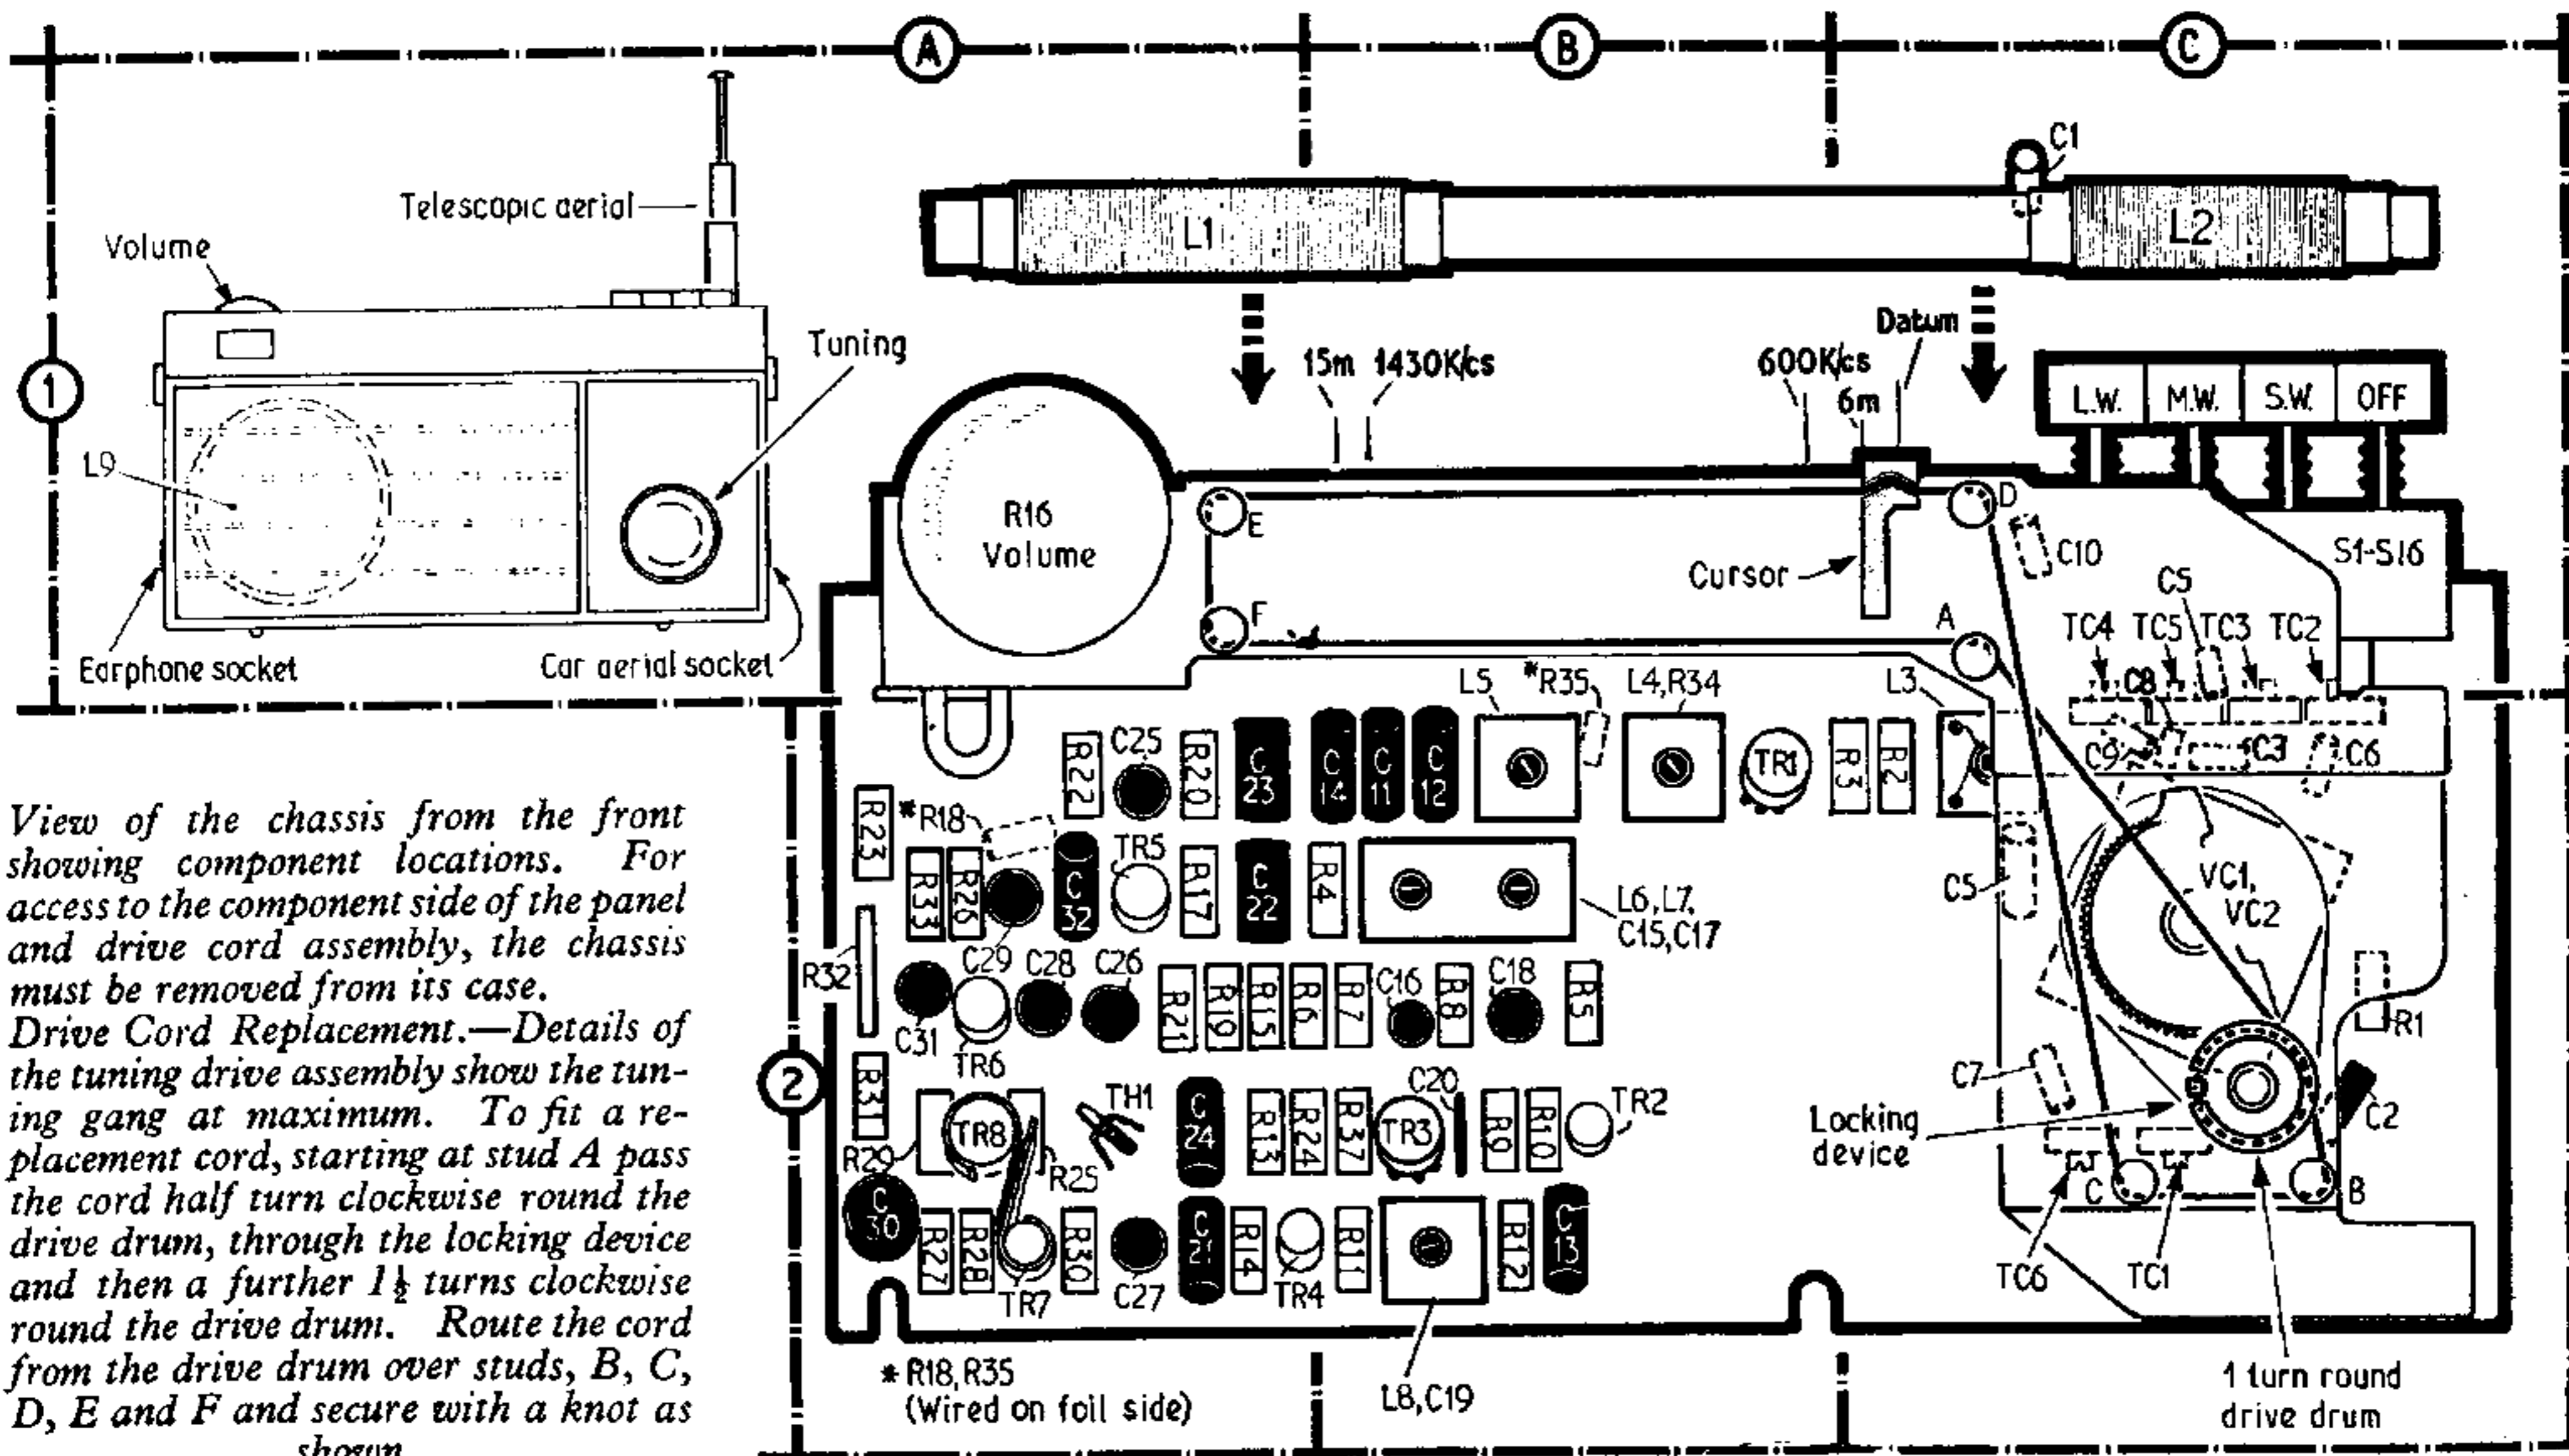 A
B
C
1
Telescopic aerial
Volume
Tuning
L9
Earphone socket
Car aerial socket
C1
L1
L2
Datum
15m 1430K/cs
600K/cs
6m
L.W. M.W. S.W. OFF
R16
Volume
E
D
F
A
Cursor
C10
S1-S16
C5
TC4 TC5 TC3 TC2
L5 *R35 L4,R34 L3
C8
C9 C3 C6
R22 C25 R20 C23 C14 C11 C12 TR1 R3 R2
R23 *R18
R33 R26 C32 TR5 R17 C22 R4
L6,L7,
C15,C17
C5
VC1,
VC2
R32 C29 C28 C26
C31 TR6 R21 R19 R15 R6 R7 C16 R8 C18 R5
R1
C7
2
R31 TR8 TH1 C24 R13 R24 R37 TR3 C20 R9 R10 TR2
R29 R25
Locking
device
C2
C30 R27 R28 TR7 R30 C27 C21 R14 TR4 R11 R12 C13
C
B
TC6 TC1
L8,C19
*R18,R35
(Wired on foil side)
1 turn round
drive drum
View of the chassis from the front
showing component locations. For
access to the component side of the panel
and drive cord assembly, the chassis
must be removed from its case.
Drive Cord Replacement.—Details of
the tuning drive assembly show the tun-
ing gang at maximum. To fit a re-
placement cord, starting at stud A pass
the cord half turn clockwise round the
drive drum, through the locking device
and then a further 1½ turns clockwise
round the drive drum. Route the cord
from the drive drum over studs, B, C,
D, E and F and secure with a knot as
shown